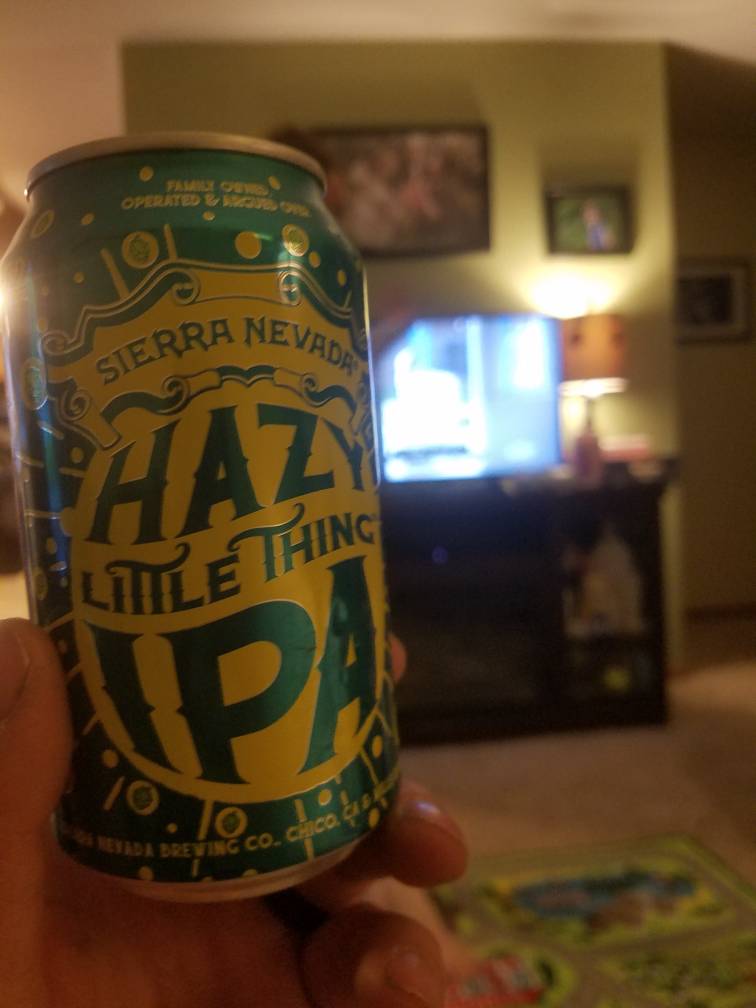 FAMILY OWNED,
OPERATED & ARGUED OVER
SIERRA NEVADA®
HAZY
LITTLE THING
IPA
NEVADA BREWING CO., CHICO, CA &